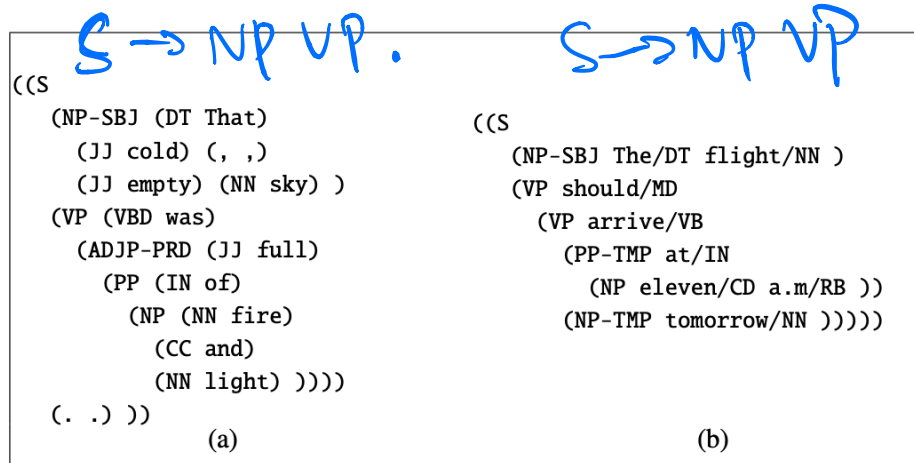 S → NP VP .
S → NP VP
((S
(NP-SBJ (DT That)
(JJ cold) (, ,)
(JJ empty) (NN sky) )
(VP (VBD was)
(ADJP-PRD (JJ full)
(PP (IN of)
(NP (NN fire)
(CC and)
(NN light) ))))
(. .) ))
(a)
((S
(NP-SBJ The/DT flight/NN )
(VP should/MD
(VP arrive/VB
(PP-TMP at/IN
(NP eleven/CD a.m/RB ))
(NP-TMP tomorrow/NN )))))
(b)